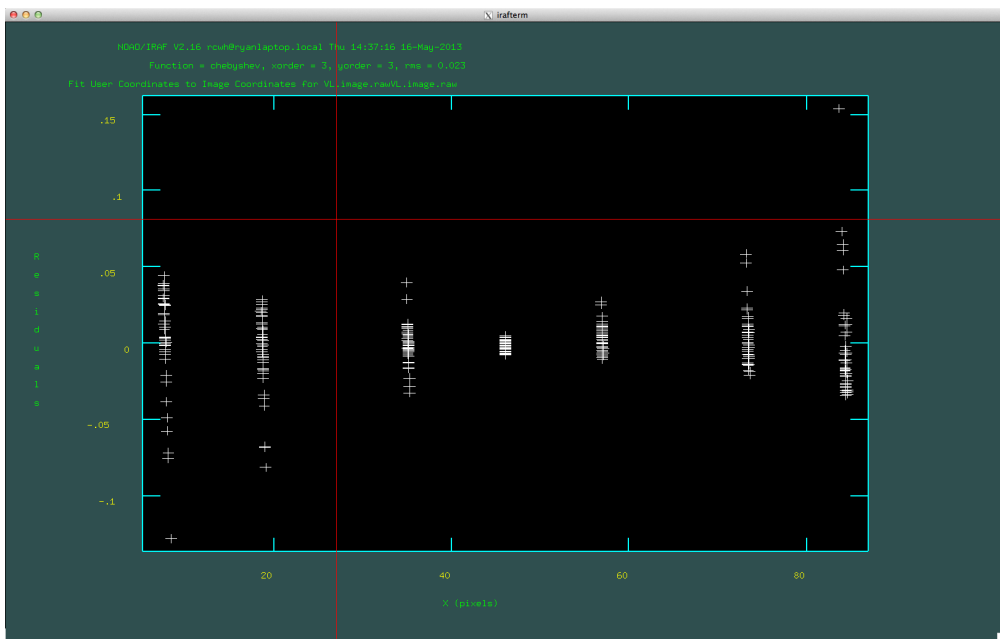 irafterm
NOAO/IRAF V2.16 rcwh@ryanlaptop.local Thu 14:37:16 16-May-2013
Function = chebyshev, xorder = 3, yorder = 3, rms = 0.023
Fit User Coordinates to Image Coordinates for VL.image.rawVL.image.raw
.15
.1
.05
0
-.05
-.1
Residuals
20 40 60 80
X (pixels)